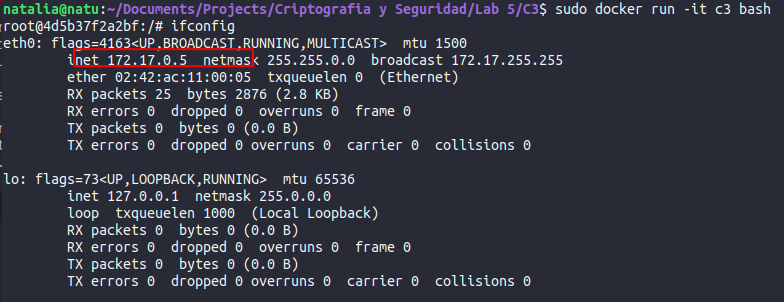 natalia@natu:~/Documents/Projects/Criptografia y Seguridad/Lab 5/C3$ sudo docker run -it c3 bash
root@4d5b37f2a2bf:/# ifconfig
eth0: flags=4163<UP,BROADCAST,RUNNING,MULTICAST>  mtu 1500
        inet 172.17.0.5  netmask 255.255.0.0  broadcast 172.17.255.255
        ether 02:42:ac:11:00:05  txqueuelen 0  (Ethernet)
        RX packets 25  bytes 2876 (2.8 KB)
        RX errors 0  dropped 0  overruns 0  frame 0
        TX packets 0  bytes 0 (0.0 B)
        TX errors 0  dropped 0 overruns 0  carrier 0  collisions 0

lo: flags=73<UP,LOOPBACK,RUNNING>  mtu 65536
        inet 127.0.0.1  netmask 255.0.0.0
        loop  txqueuelen 1000  (Local Loopback)
        RX packets 0  bytes 0 (0.0 B)
        RX errors 0  dropped 0  overruns 0  frame 0
        TX packets 0  bytes 0 (0.0 B)
        TX errors 0  dropped 0 overruns 0  carrier 0  collisions 0